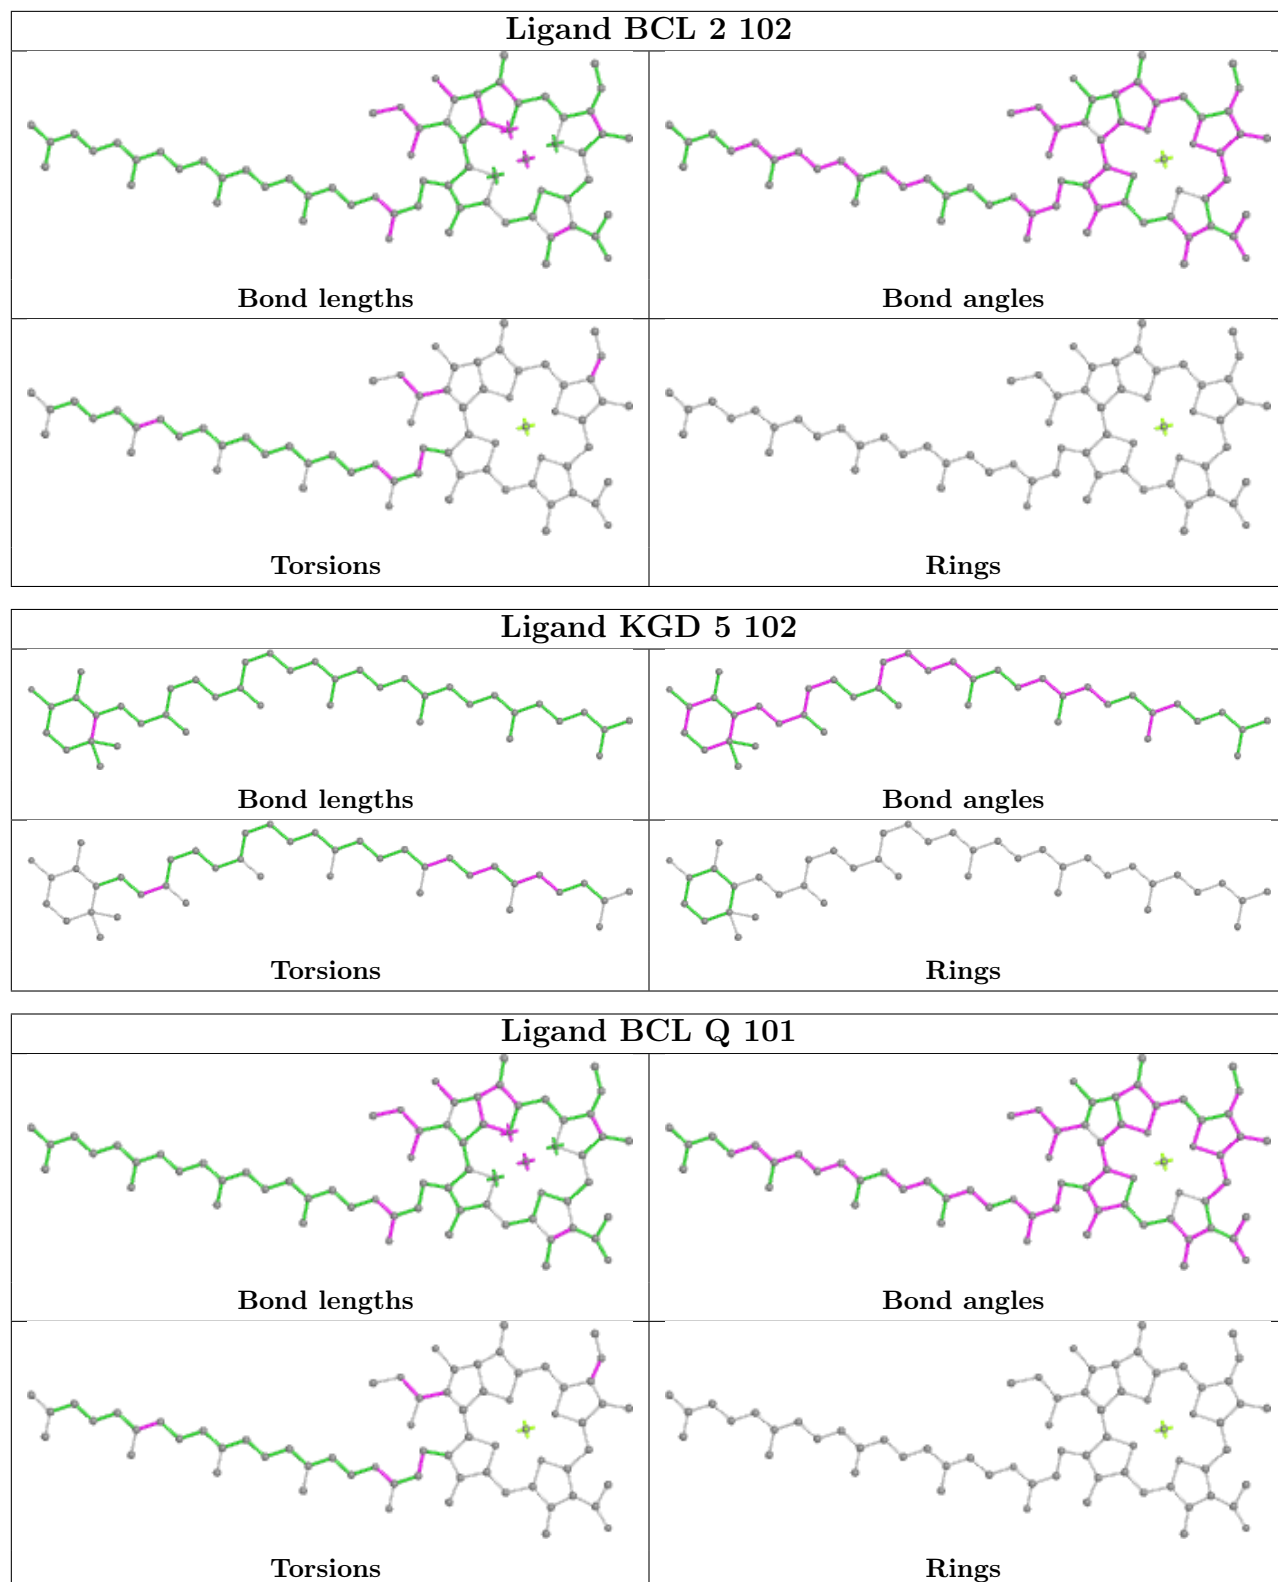 Ligand BCL 2 102
Bond lengths
Bond angles
Torsions
Rings
Ligand KGD 5 102
Bond lengths
Bond angles
Torsions
Rings
Ligand BCL Q 101
Bond lengths
Bond angles
Torsions
Rings